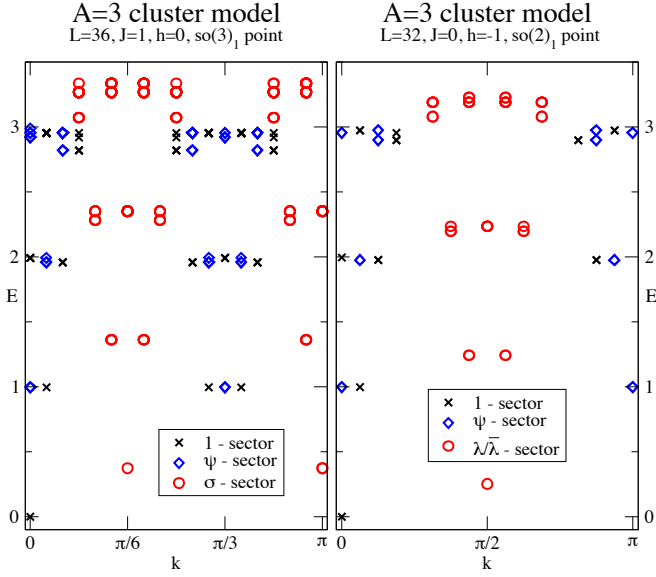 A=3 cluster model
L=36, J=1, h=0, so(3)₁ point
A=3 cluster model
L=32, J=0, h=-1, so(2)₁ point
3
3
2
2
E
E
1
1
0
0
1 - sector
ψ - sector
σ - sector
1 - sector
ψ - sector
λ/λ̅ - sector
0
π/6
π/3
π
0
π/2
π
k
k